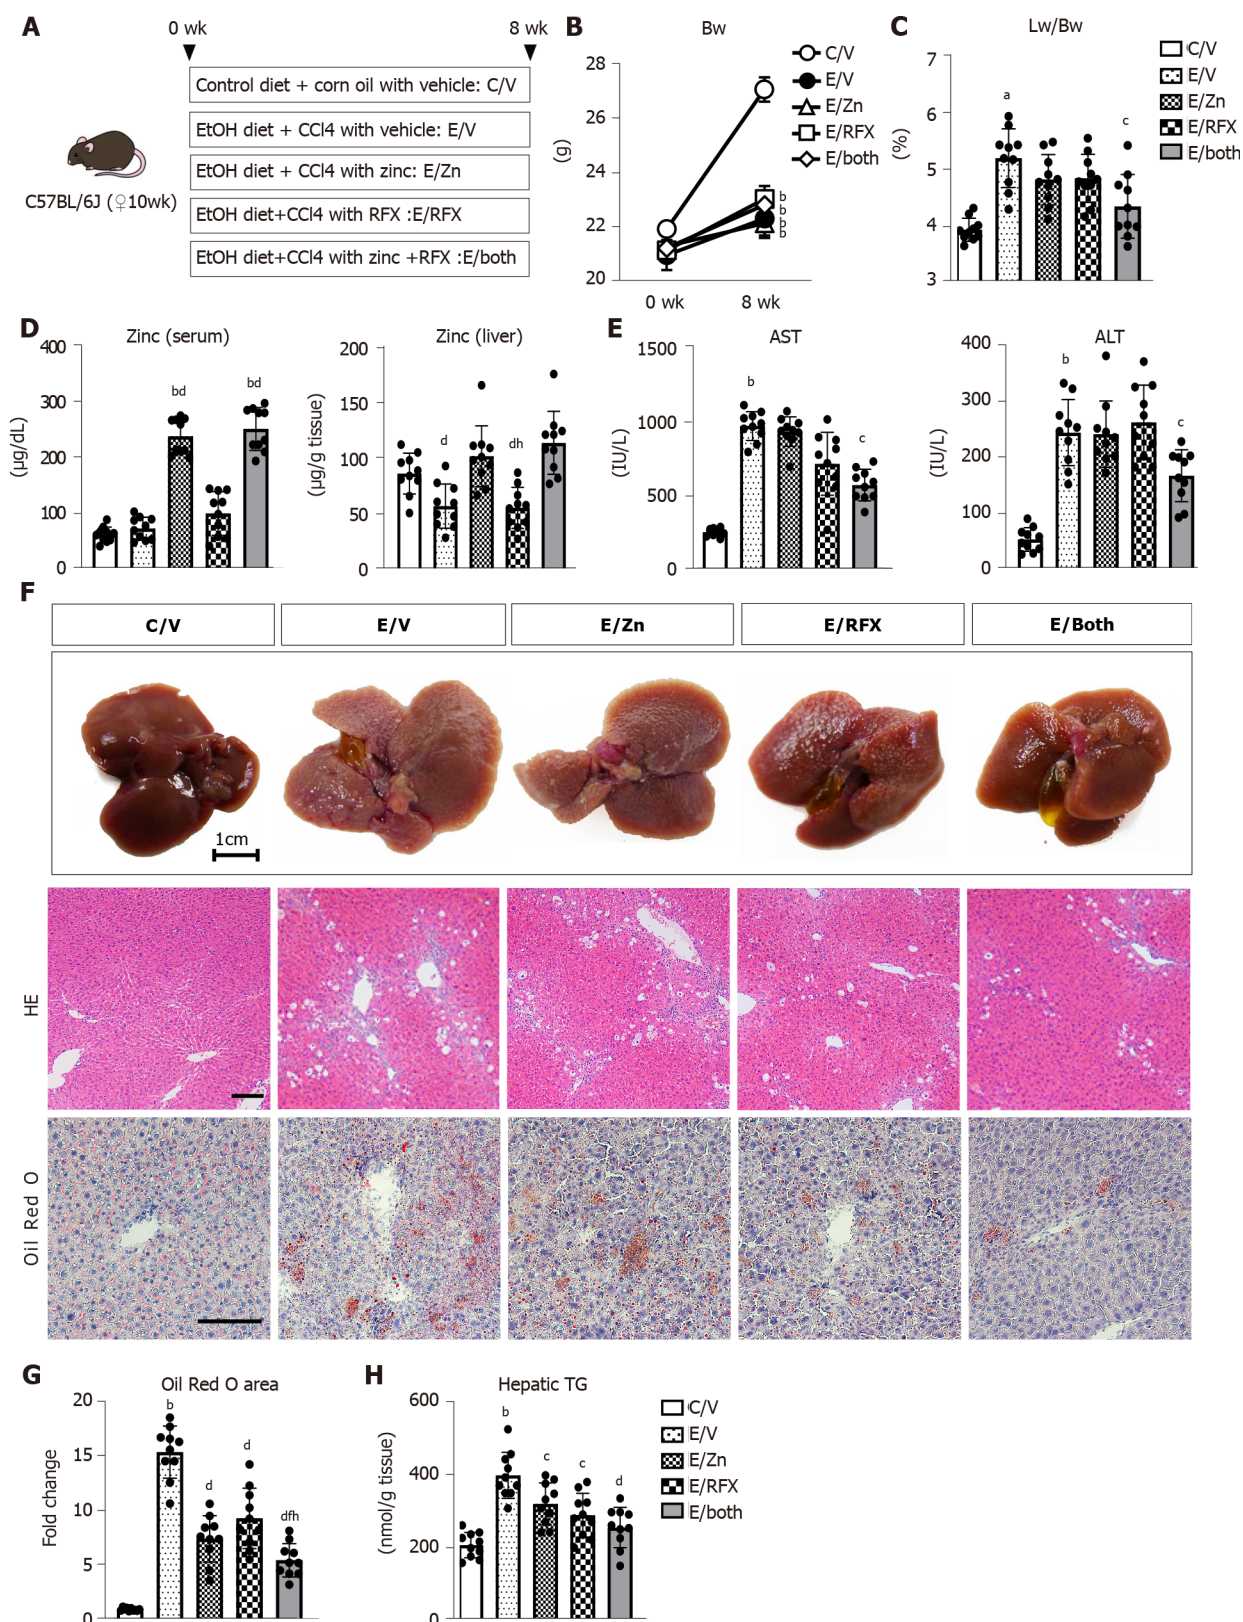 A
0 wk
8 wk
Control diet + corn oil with vehicle: C/V
EtOH diet + CCl4 with vehicle: E/V
EtOH diet + CCl4 with zinc: E/Zn
EtOH diet+CCl4 with RFX :E/RFX
EtOH diet+CCl4 with zinc +RFX :E/both
C57BL/6J (♀10wk)
B
Bw
28
26
24
22
20
(g)
0 wk
8 wk
b
b
b
b
C/V
E/V
E/Zn
E/RFX
E/both
C
Lw/Bw
7
6
5
4
3
(%)
a
c
C/V
E/V
E/Zn
E/RFX
E/both
D
Zinc (serum)
400
300
200
100
0
(μg/dL)
bd
bd
Zinc (liver)
200
150
100
50
0
(μg/g tissue)
d
dh
E
AST
1500
1000
500
0
(IU/L)
b
c
ALT
400
300
200
100
0
(IU/L)
b
c
F
C/V
E/V
E/Zn
E/RFX
E/Both
1cm
HE
Oil Red O
G
Oil Red O area
20
15
10
5
0
Fold change
b
d
d
dfh
H
Hepatic TG
600
400
200
0
(nmol/g tissue)
b
c
c
d
C/V
E/V
E/Zn
E/RFX
E/both